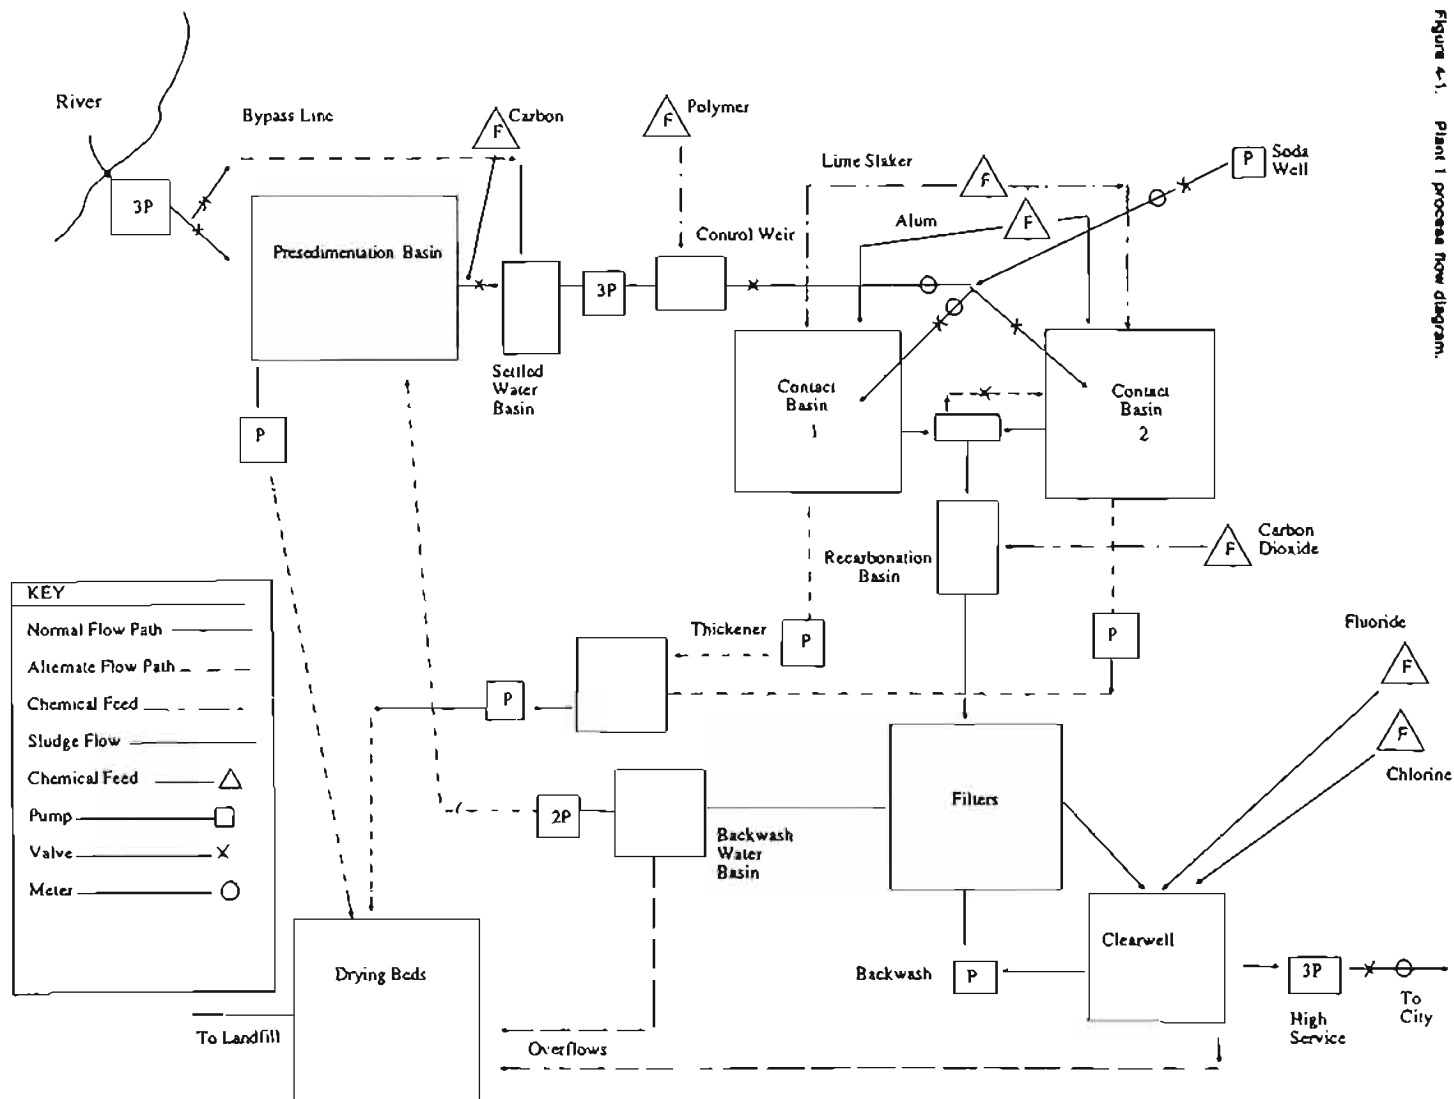 Figure 4-1. Plant 1 process flow diagram.
River
Bypass Line
F
Carbon
F
Polymer
Lime Slaker
F
P
Soda
Well
3P
Alum
F
Control Weir
Presedimentation Basin
3P
Settled
Water
Basin
Contact
Basin
1
Contact
Basin
2
P
Recarbonation
Basin
F
Carbon
Dioxide
KEY
Normal Flow Path
Alternate Flow Path
Chemical Feed
Sludge Flow
Chemical Feed
Pump
Valve
Meter
Thickener
P
P
P
Fluoride
F
F
Chlorine
2P
Backwash
Water
Basin
Filters
Clearwell
Drying Beds
Backwash
P
3P
High
Service
To
City
To Landfill
Overflows